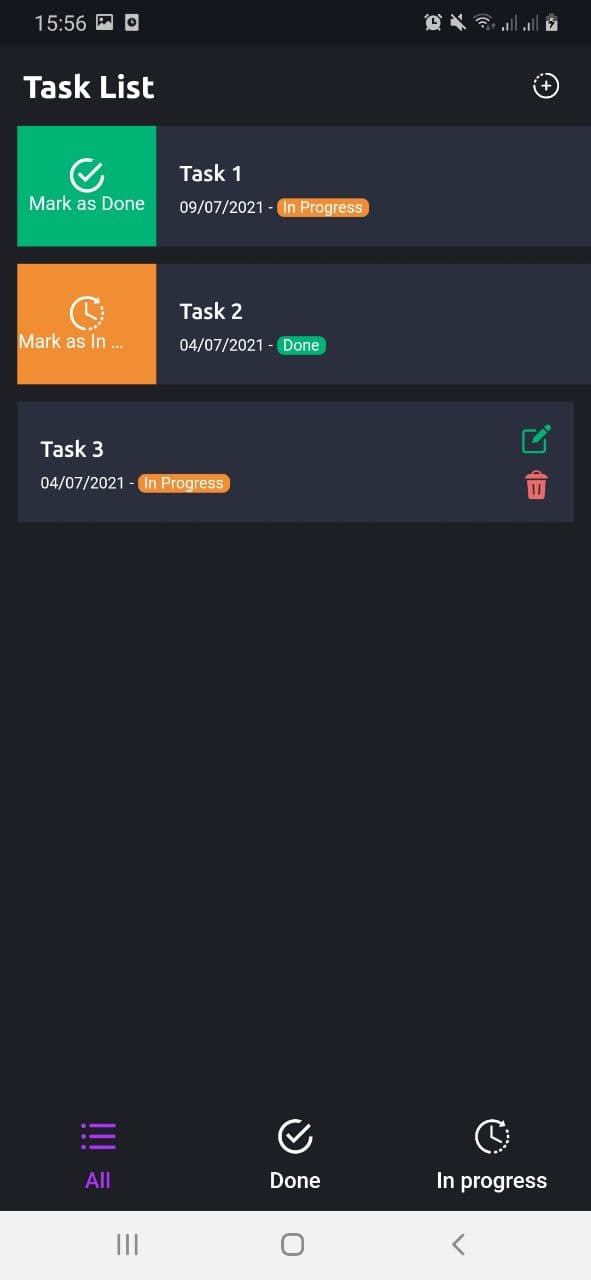 15:56
Task List
Mark as Done
Task 1
09/07/2021 - In Progress
Mark as In ...
Task 2
04/07/2021 - Done
Task 3
04/07/2021 - In Progress
All
Done
In progress